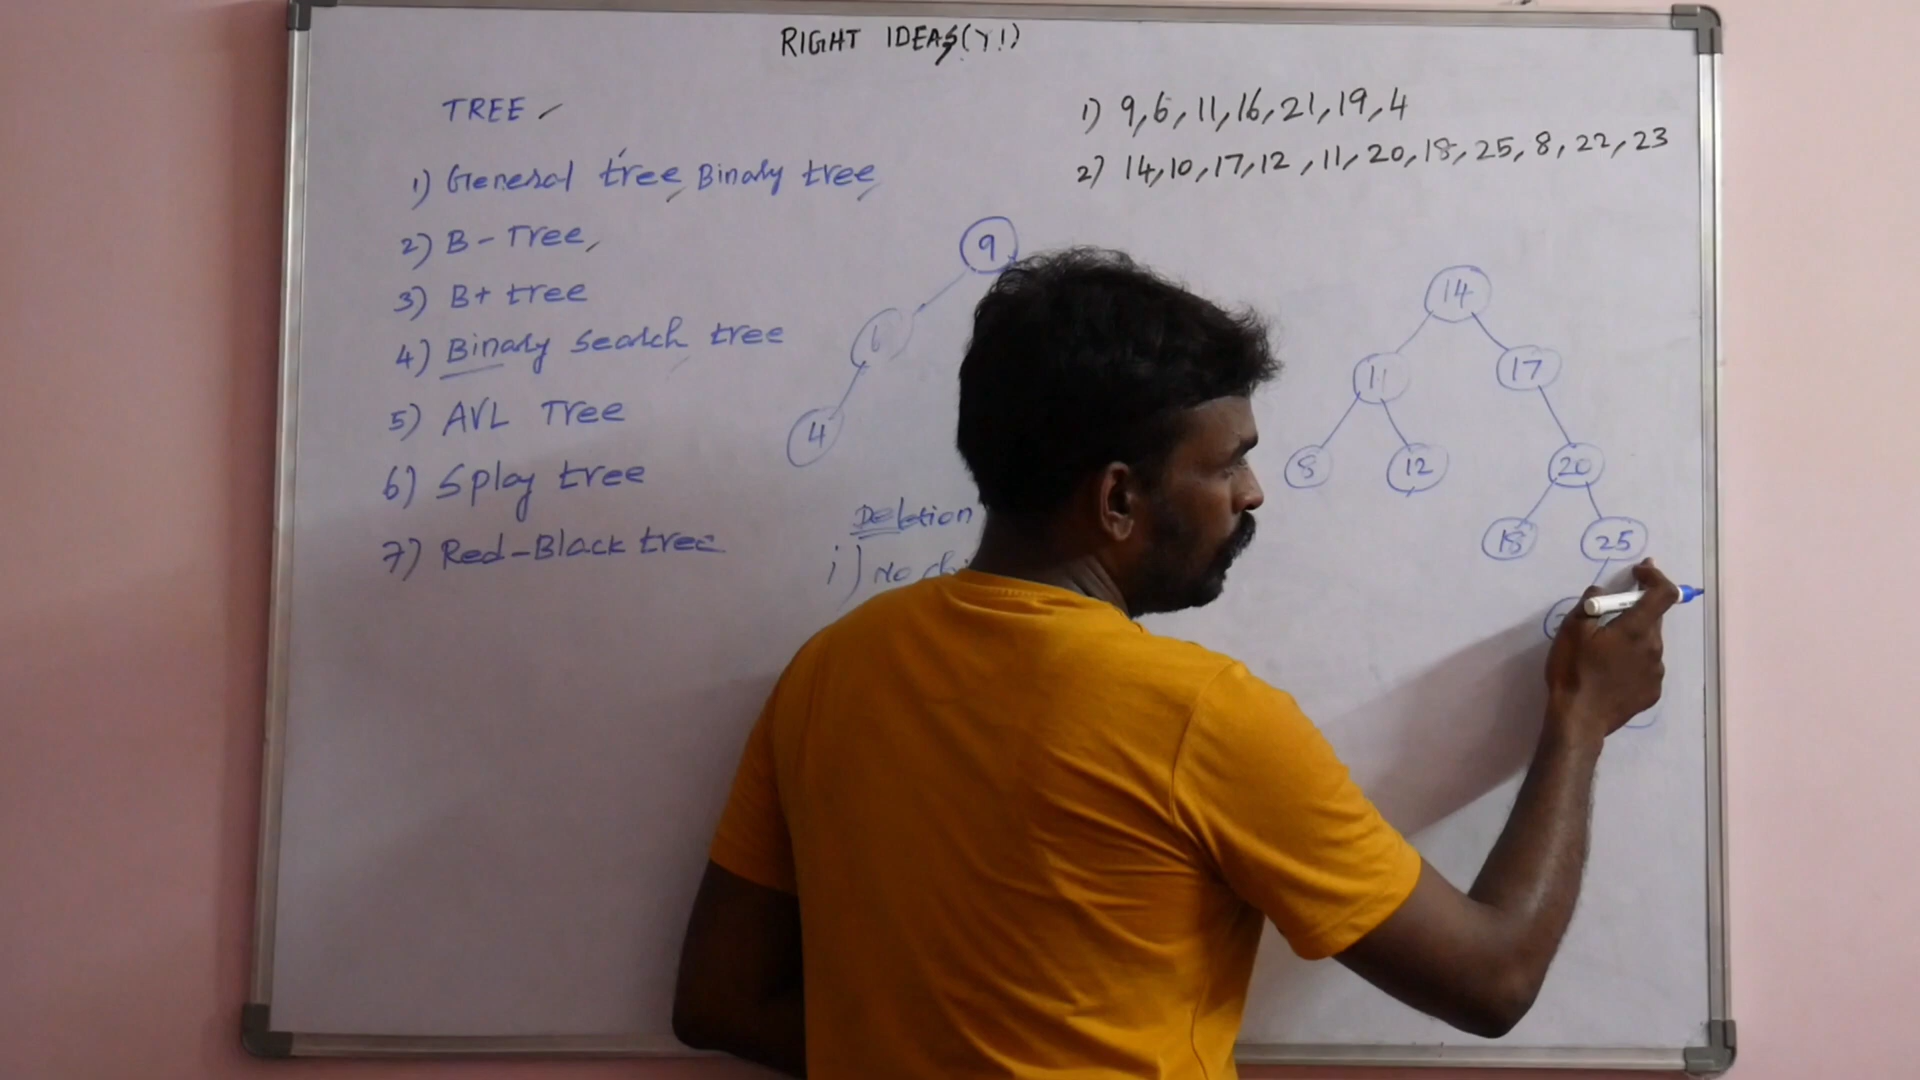 RIGHT IDEAS(Y!)
TREE
1) General tree, Binary tree,
2) B-Tree,
3) B+ tree
4) Binary Search tree
5) AVL Tree
6) Splay tree
7) Red-Black tree
1) 9,6,11,16,21,19,4
2) 14,10,17,12,11,20,18,25,8,22,23
9
6
4
Deletion
i) No
14
11 17
8 12 20
18 25